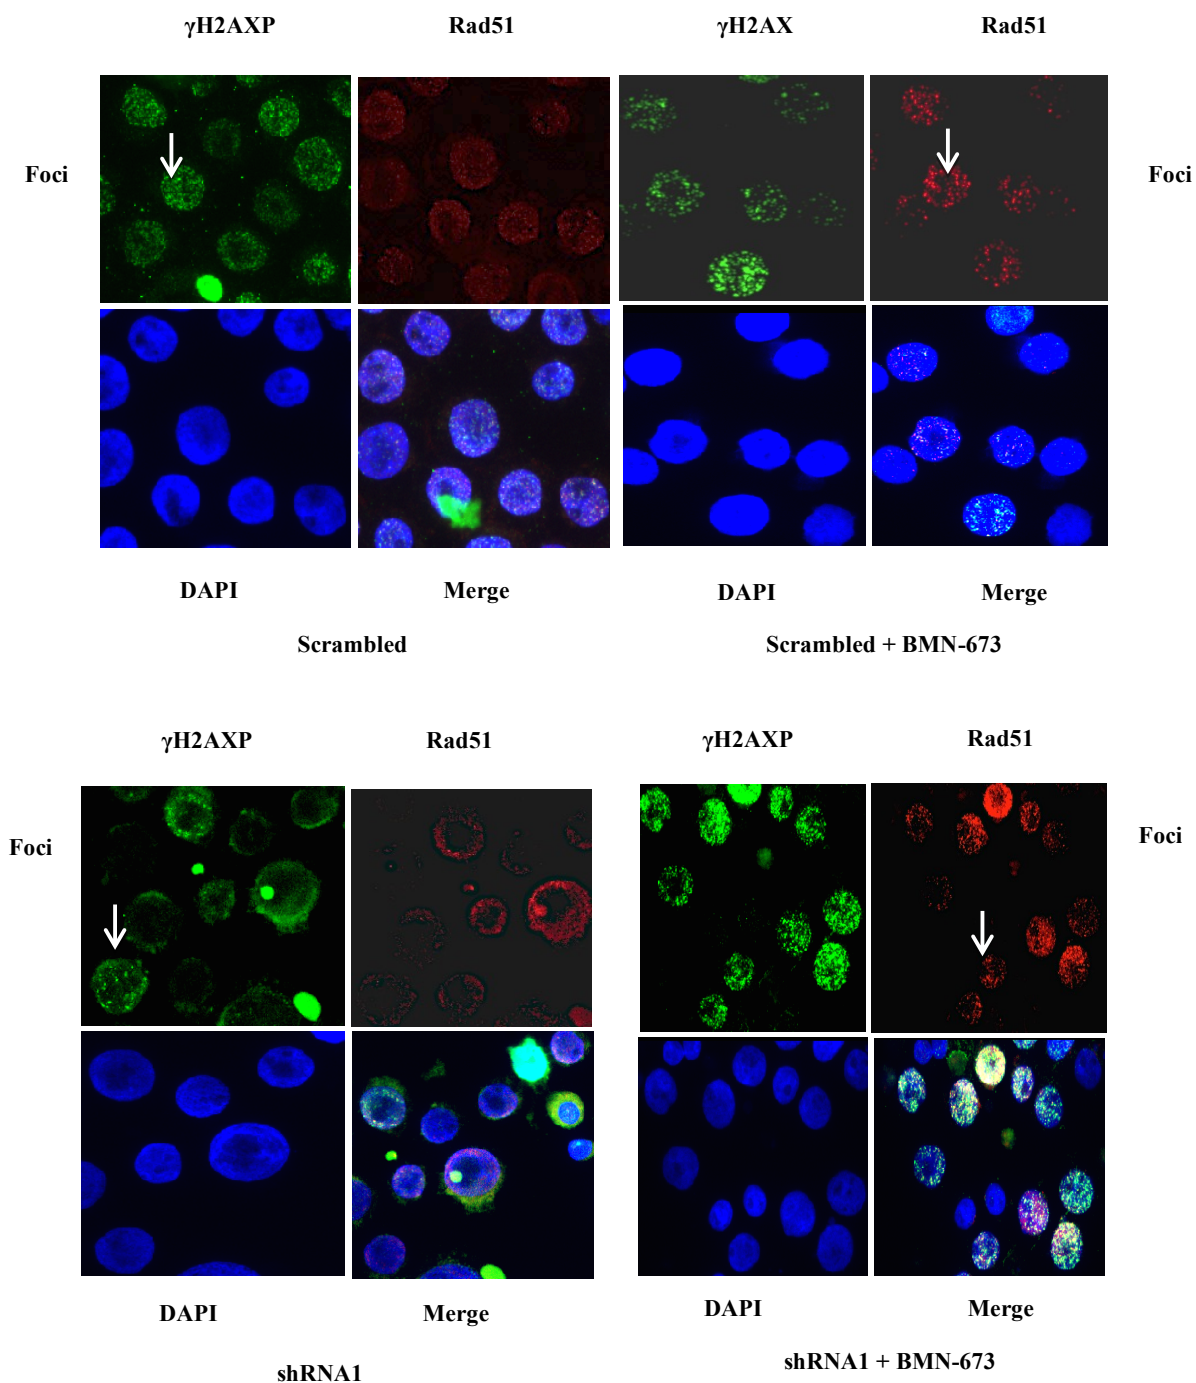 γH2AXP Rad51 γH2AX Rad51
Foci Foci
DAPI Merge DAPI Merge
Scrambled Scrambled + BMN-673
γH2AXP Rad51 γH2AXP Rad51
Foci Foci
DAPI Merge DAPI Merge
shRNA1 shRNA1 + BMN-673